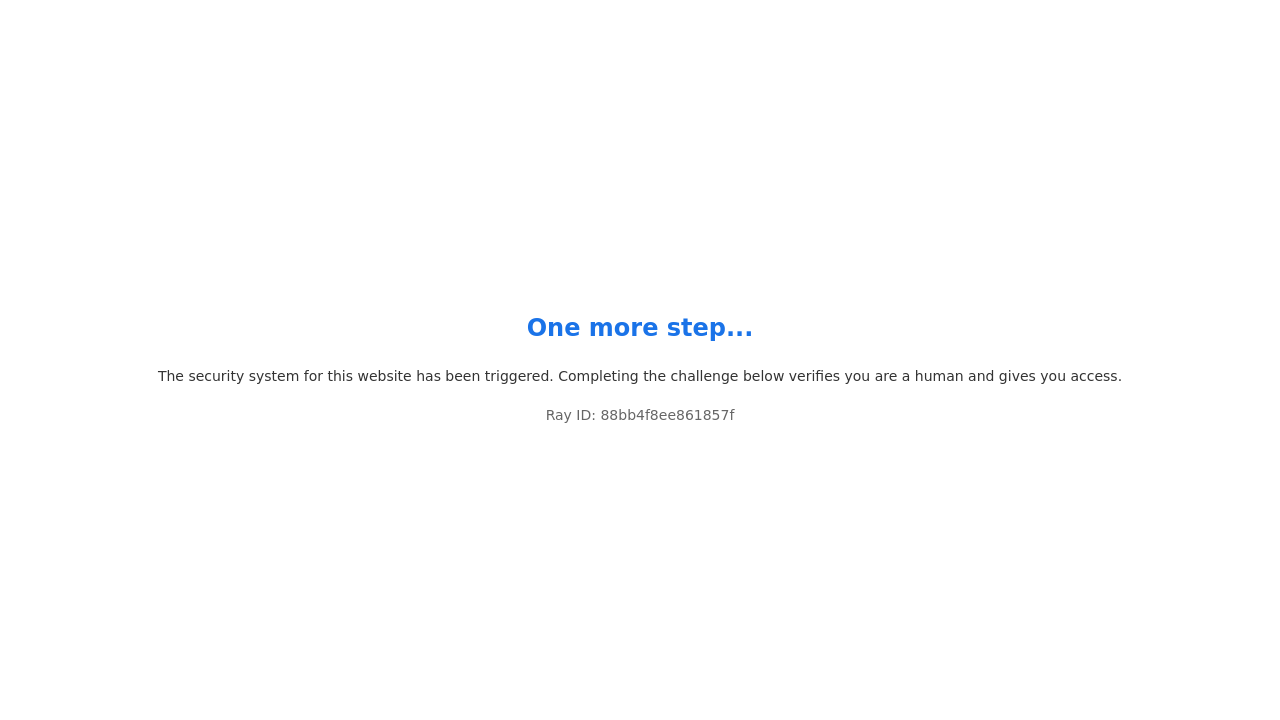 One more step...
The security system for this website has been triggered. Completing the challenge below verifies you are a human and gives you access.
Ray ID: 88bb4f8ee861857f